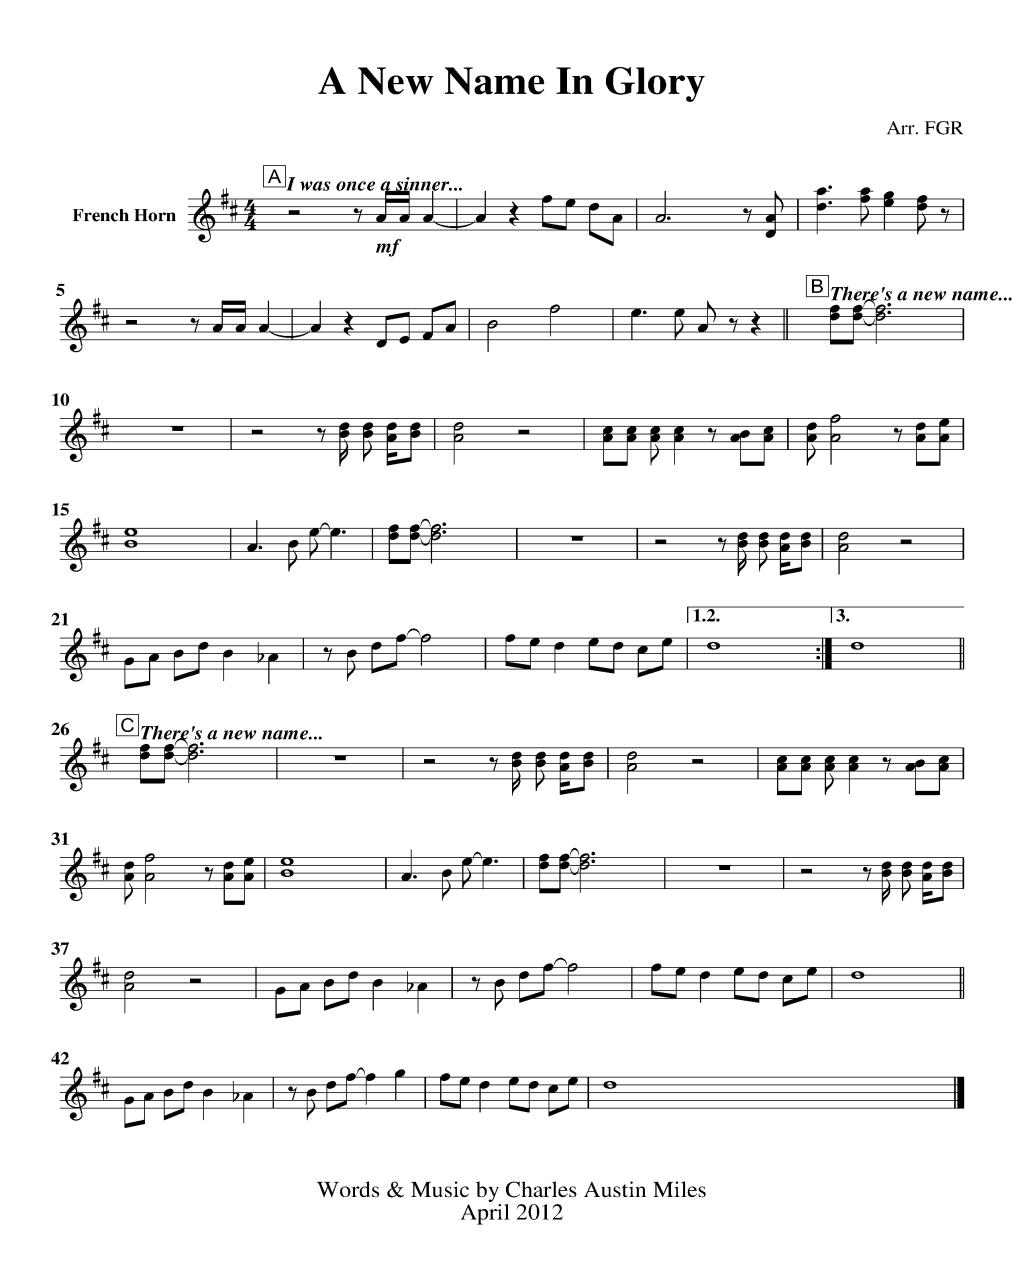 A New Name In Glory
Arr. FGR
A I was once a sinner...
French Horn
mf
5
B There's a new name...
10
15
21
1.2.
3.
C There's a new name...
26
31
37
42
Words & Music by Charles Austin Miles
April 2012